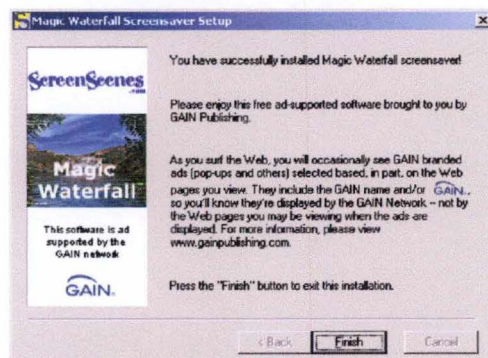 Magic Waterfall Screensaver Setup
ScreenScenes
.com
Magic
Waterfall
This software is ad
supported by the
GAIN network
GAIN
You have successfully installed Magic Waterfall screensaver!
Please enjoy this free ad-supported software brought to you by
GAIN Publishing.
As you surf the Web, you will occasionally see GAIN branded
ads (pop-ups and others) selected based, in part, on the Web
pages you view. They include the GAIN name and/or GAIN,
so you'll know they're displayed by the GAIN Network -- not by
the Web pages you may be viewing when the ads are
displayed. For more information, please view
www.gainpublishing.com.
Press the "Finish" button to exit this installation.
< Back
Finish
Cancel